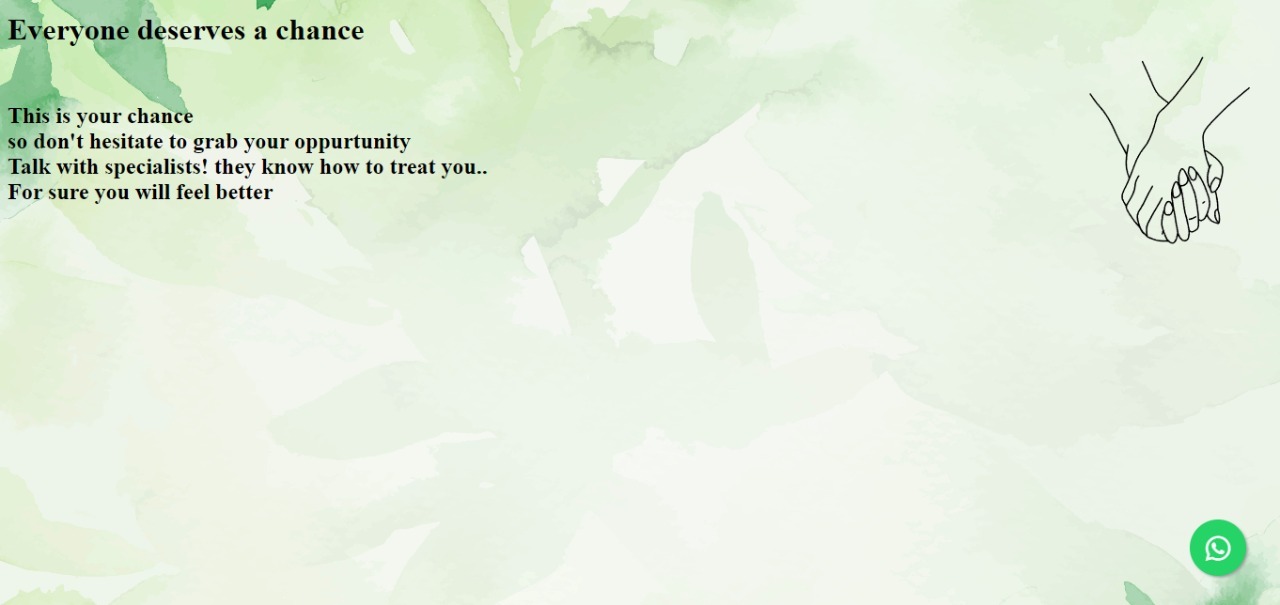 Everyone deserves a chance
This is your chance
so don't hesitate to grab your oppurtunity
Talk with specialists! they know how to treat you..
For sure you will feel better